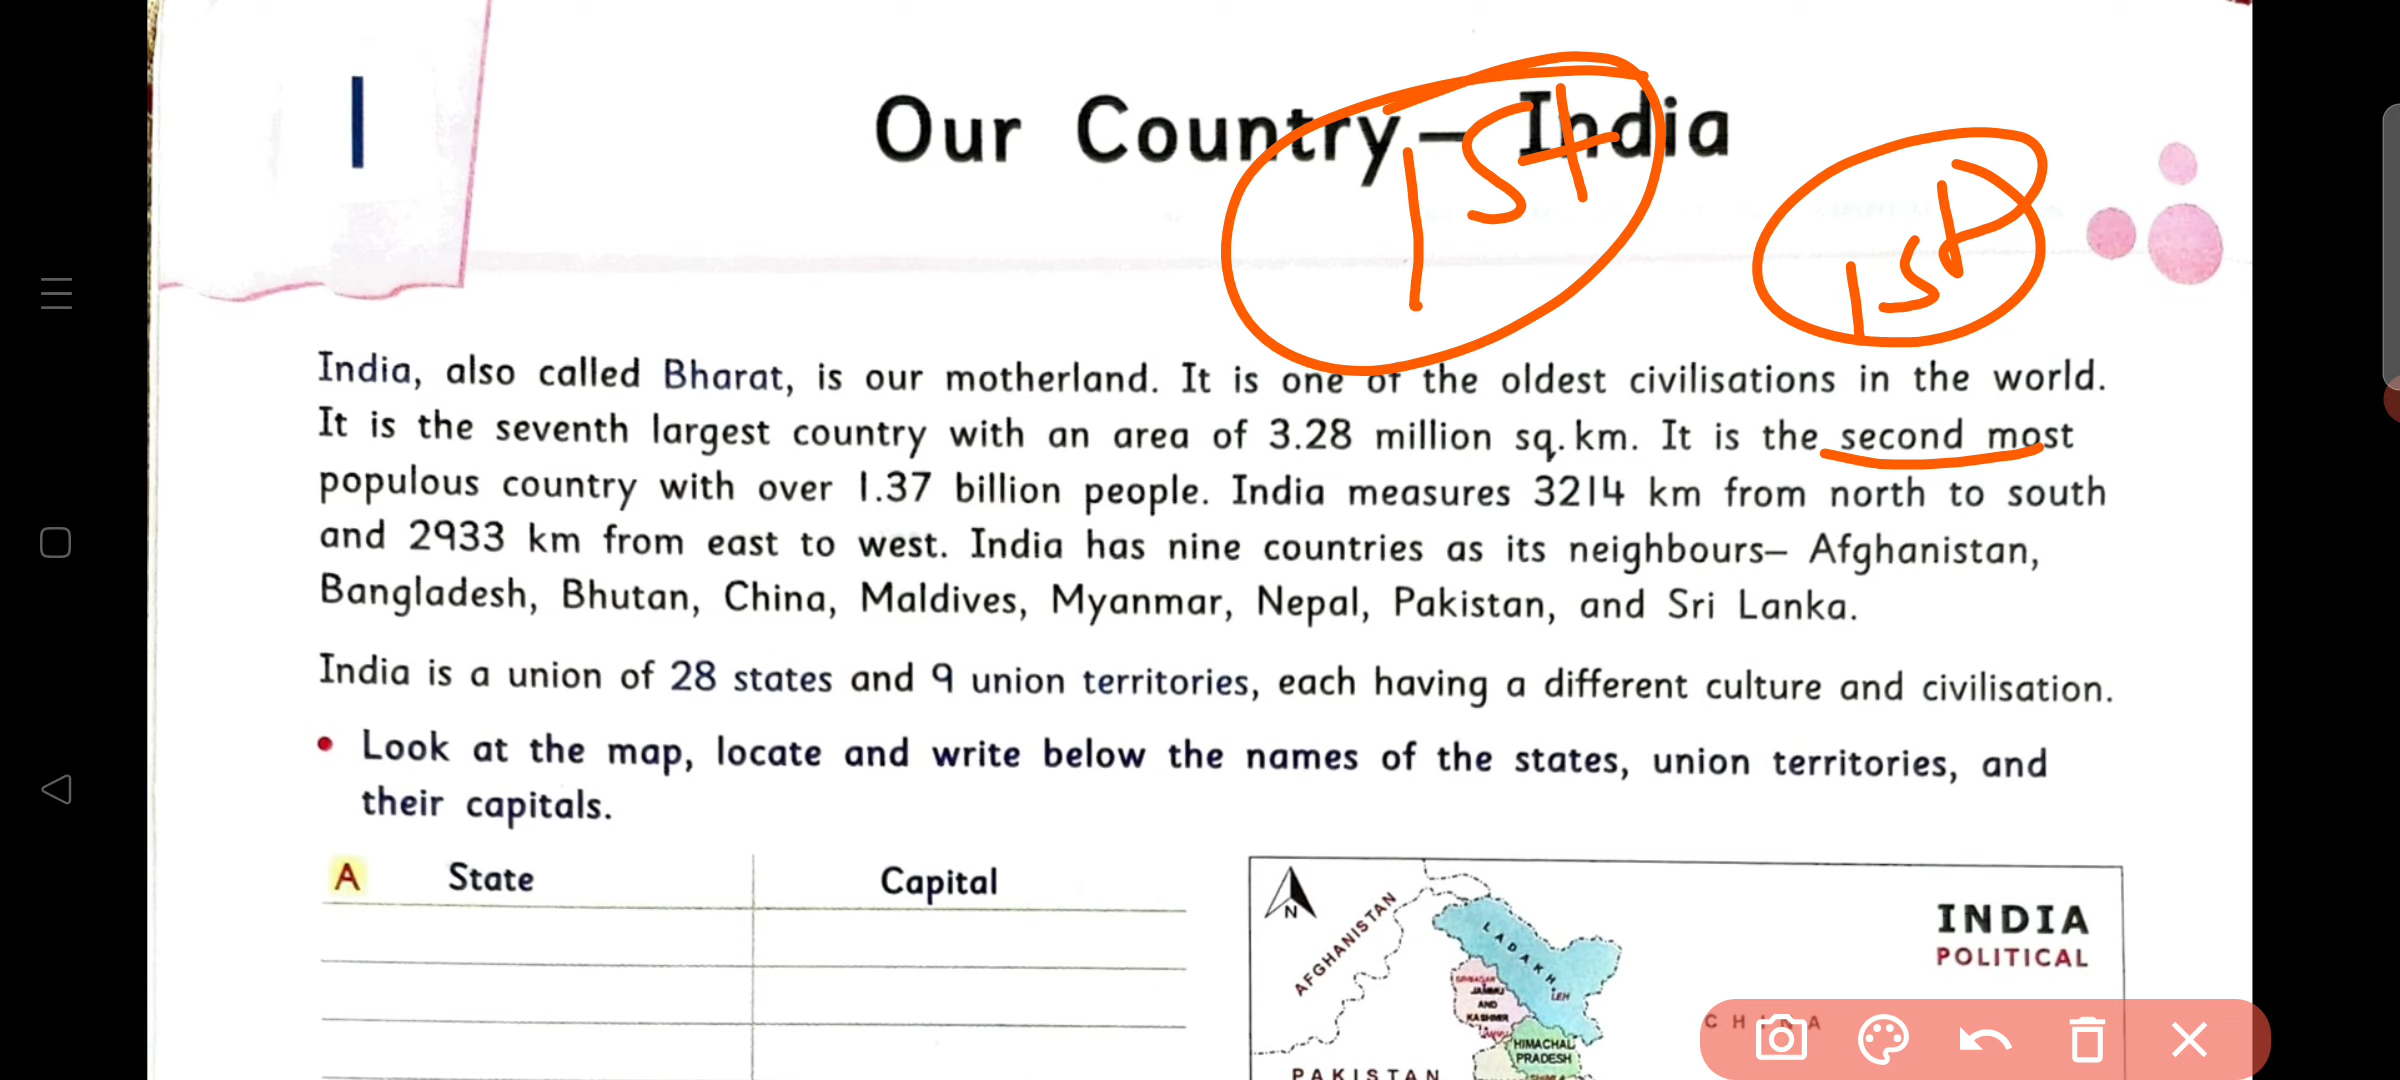 1
Our Country– India
1st
1st
India, also called Bharat, is our motherland. It is one of the oldest civilisations in the world.
It is the seventh largest country with an area of 3.28 million sq. km. It is the second most
populous country with over 1.37 billion people. India measures 3214 km from north to south
and 2933 km from east to west. India has nine countries as its neighbours– Afghanistan,
Bangladesh, Bhutan, China, Maldives, Myanmar, Nepal, Pakistan, and Sri Lanka.
India is a union of 28 states and 9 union territories, each having a different culture and civilisation.
• Look at the map, locate and write below the names of the states, union territories, and
their capitals.
A State Capital
N
AFGHANISTAN
INDIA
POLITICAL
LADAKH
LEH
SRINAGAR
JAMMU
AND
KASHMIR
JAMMU
CHINA
HIMACHAL
PRADESH
PAKISTAN